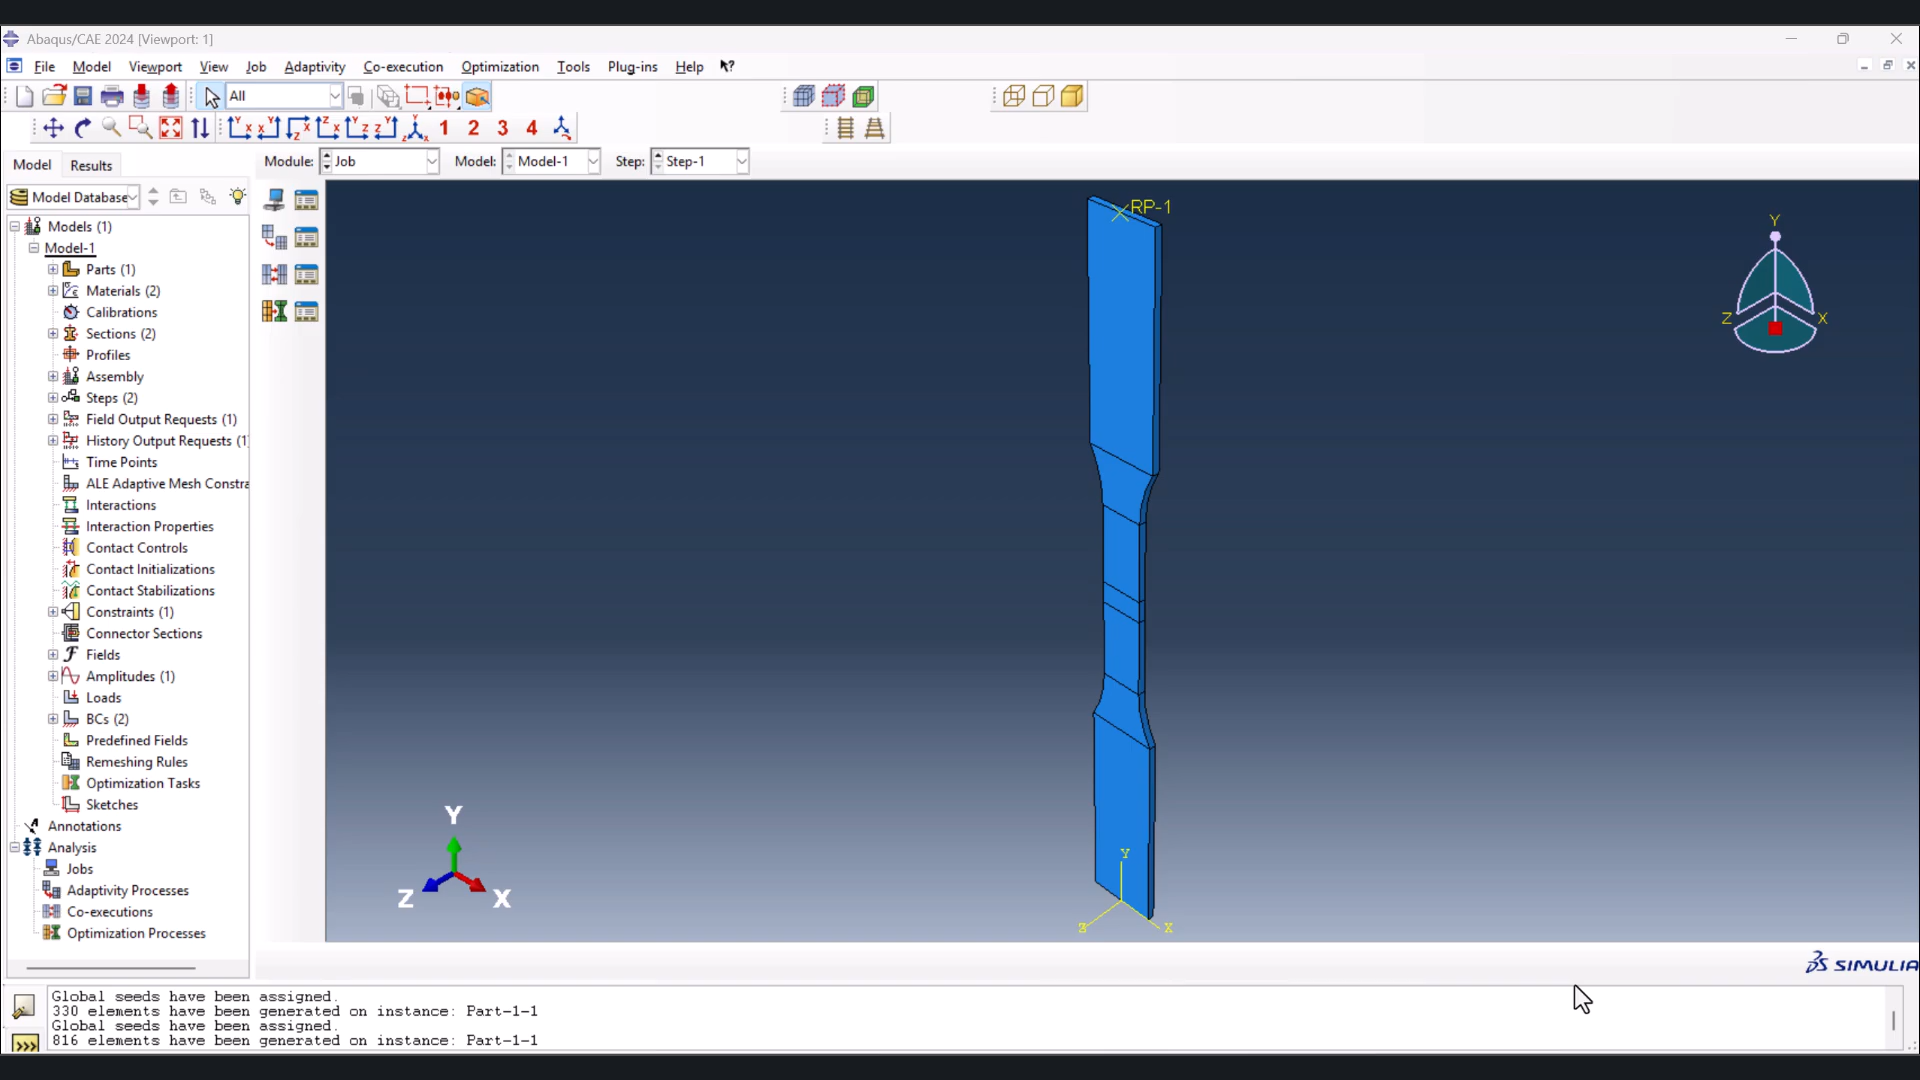 Abaqus/CAE 2024 [Viewport: 1]
File Model Viewport View Job Adaptivity Co-execution Optimization Tools Plug-ins Help
All
1 2 3 4
Model Results
Module: Job Model: Model-1 Step: Step-1
Model Database
Models (1)
Model-1
Parts (1)
Materials (2)
Calibrations
Sections (2)
Profiles
Assembly
Steps (2)
Field Output Requests (1)
History Output Requests (1)
Time Points
ALE Adaptive Mesh Constra
Interactions
Interaction Properties
Contact Controls
Contact Initializations
Contact Stabilizations
Constraints (1)
Connector Sections
Fields
Amplitudes (1)
Loads
BCs (2)
Predefined Fields
Remeshing Rules
Optimization Tasks
Sketches
Annotations
Analysis
Jobs
Adaptivity Processes
Co-executions
Optimization Processes
RP-1
Y
Z X
Y
Z X
Y
Z X
SIMULIA
Global seeds have been assigned.
330 elements have been generated on instance: Part-1-1
Global seeds have been assigned.
816 elements have been generated on instance: Part-1-1